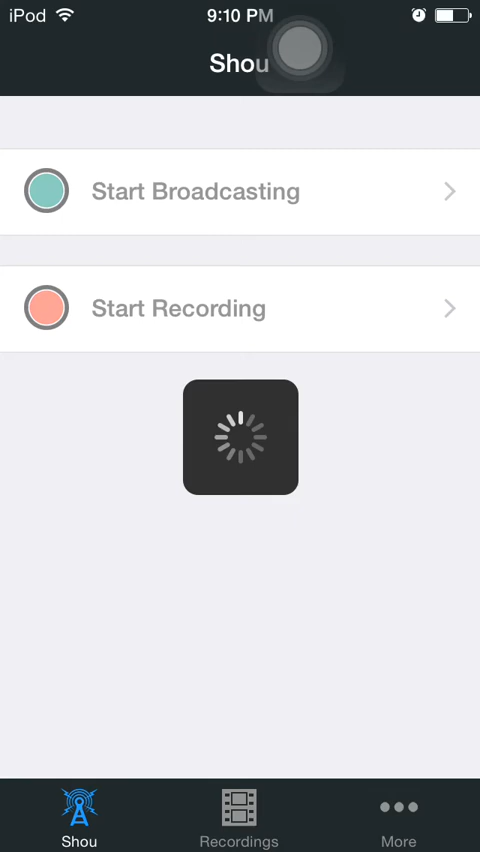 iPod 9:10 PM
Shou
Start Broadcasting
Start Recording
Shou
Recordings
More